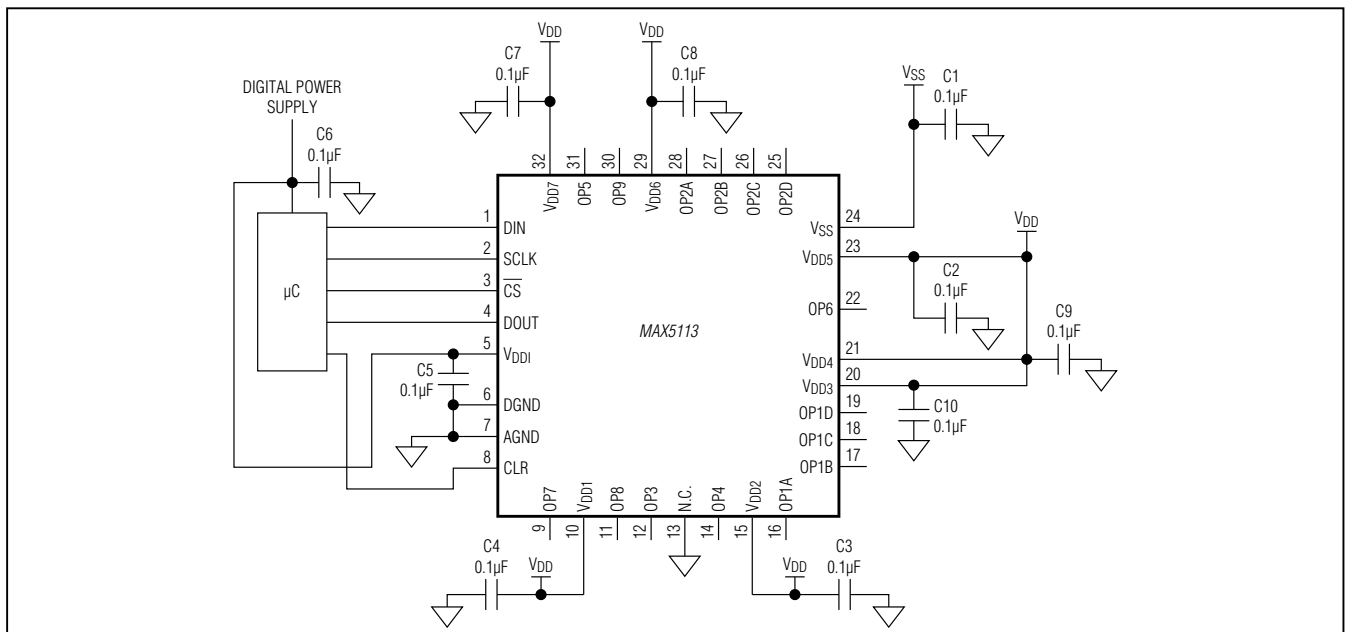 VDD
VDD
C7
0.1µF
C8
0.1µF
VSS
C1
0.1µF
DIGITAL POWER
SUPPLY
C6
0.1µF
32
31
30
29
28
27
26
25
VDD7
OP5
OP9
VDD6
OP2A
OP2B
OP2C
OP2D
µC
1
DIN
2
SCLK
3
CS
4
DOUT
5
VDDI
C5
0.1µF
6
DGND
7
AGND
8
CLR
MAX5113
24
VSS
VDD
23
VDD5
C2
0.1µF
22
OP6
C9
0.1µF
21
VDD4
20
VDD3
C10
0.1µF
19
OP1D
18
OP1C
17
OP1B
OP7
VDD1
OP8
OP3
N.C.
OP4
VDD2
OP1A
9
10
11
12
13
14
15
16
C4
0.1µF
VDD
VDD
C3
0.1µF